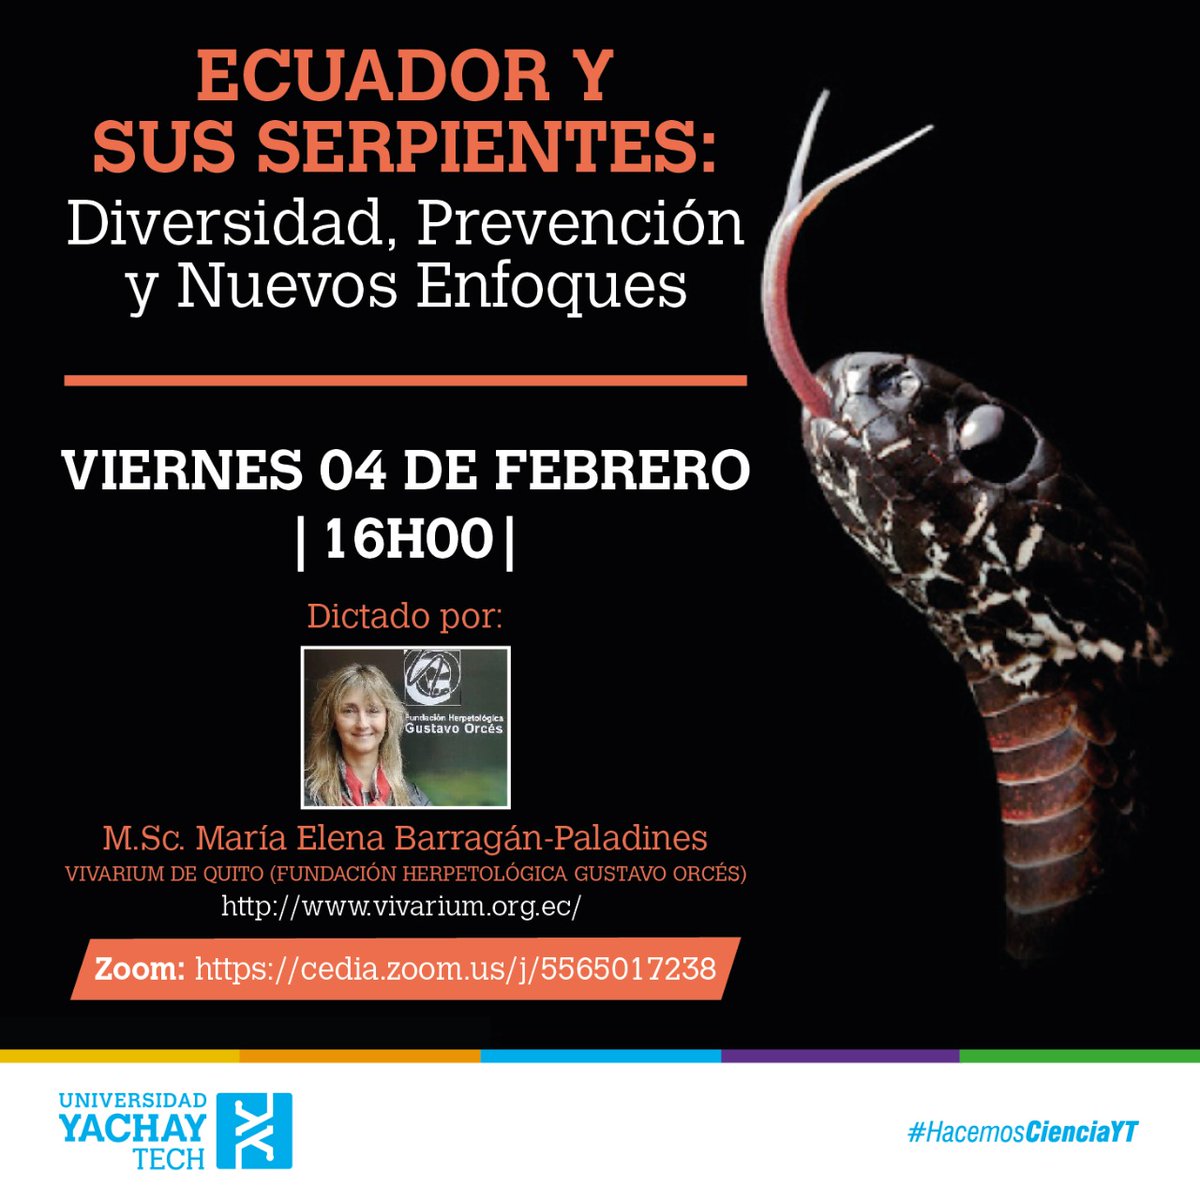 ECUADOR Y
SUS SERPIENTES:
Diversidad, Prevención
y Nuevos Enfoques
VIERNES 04 DE FEBRERO
| 16H00 |
Dictado por:
Fundación Herpetológica
Gustavo Orcés
M.Sc. María Elena Barragán-Paladines
VIVARIUM DE QUITO (FUNDACIÓN HERPETOLÓGICA GUSTAVO ORCÉS)
http://www.vivarium.org.ec/
Zoom: https://cedia.zoom.us/j/5565017238
UNIVERSIDAD
YACHAY
TECH
#HacemosCienciaYT